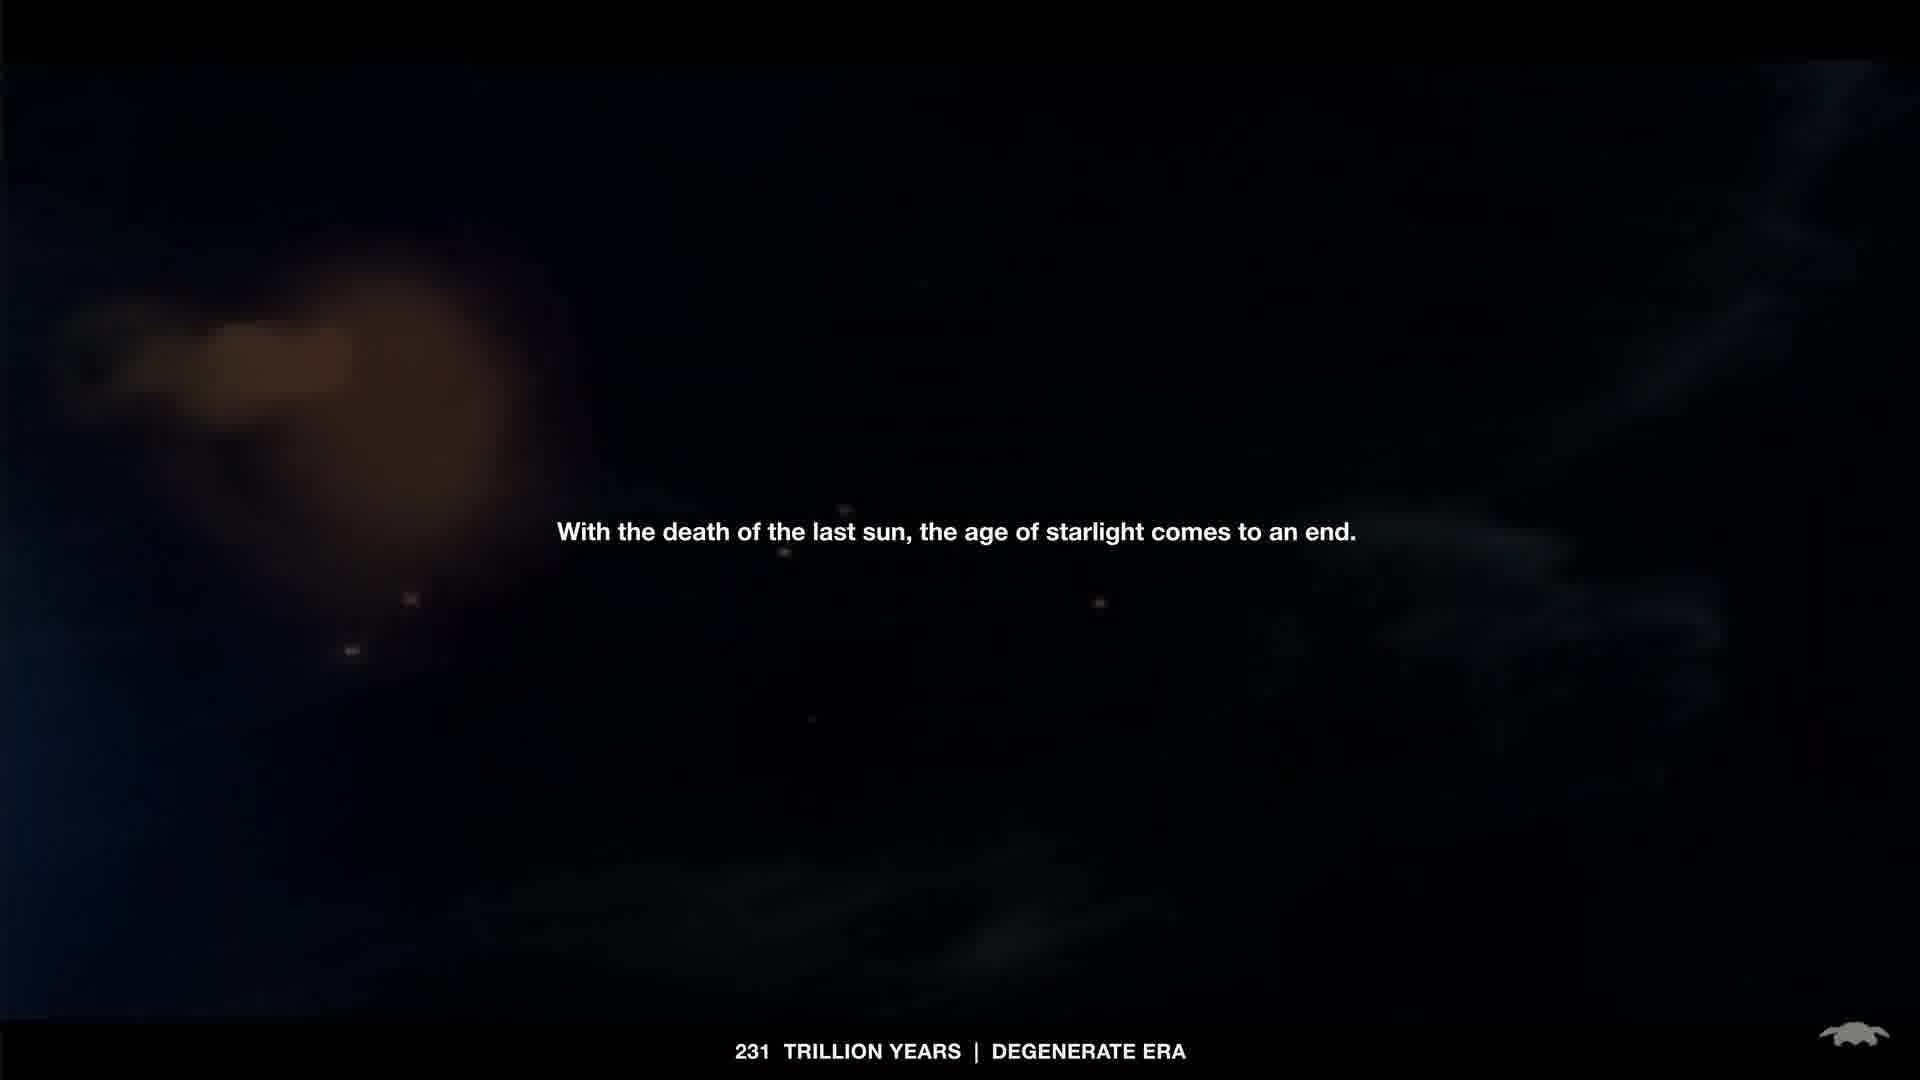 With the death of the last sun, the age of starlight comes to an end.
231 TRILLION YEARS | DEGENERATE ERA